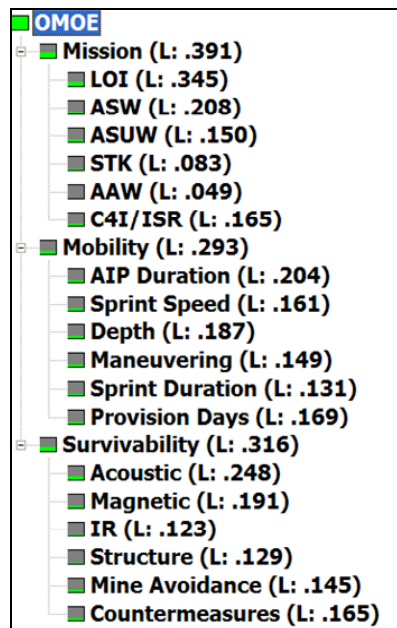 OMOE
Mission (L: .391)
LOI (L: .345)
ASW (L: .208)
ASUW (L: .150)
STK (L: .083)
AAW (L: .049)
C4I/ISR (L: .165)
Mobility (L: .293)
AIP Duration (L: .204)
Sprint Speed (L: .161)
Depth (L: .187)
Maneuvering (L: .149)
Sprint Duration (L: .131)
Provision Days (L: .169)
Survivability (L: .316)
Acoustic (L: .248)
Magnetic (L: .191)
IR (L: .123)
Structure (L: .129)
Mine Avoidance (L: .145)
Countermeasures (L: .165)